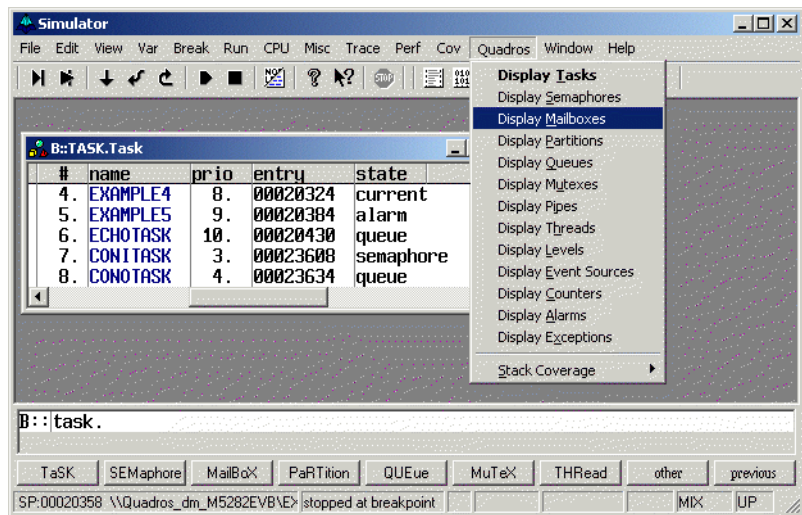 Simulator
File Edit View Var Break Run CPU Misc Trace Perf Cov Quadros Window Help
Display Tasks
Display Semaphores
Display Mailboxes
Display Partitions
Display Queues
Display Mutexes
Display Pipes
Display Threads
Display Levels
Display Event Sources
Display Counters
Display Alarms
Display Exceptions
Stack Coverage
B::TASK.Task
# name prio entry state
4. EXAMPLE4 8. 00020324 current
5. EXAMPLE5 9. 00020384 alarm
6. ECHOTASK 10. 00020430 queue
7. CONITASK 3. 00023608 semaphore
8. CONOTASK 4. 00023634 queue
B::task.
TaSK SEMaphore MailBoX PaRTition QUEue MuTeX THRead other previous
SP:00020358 \\Quadros_dm_M5282EVB\EX stopped at breakpoint MIX UP